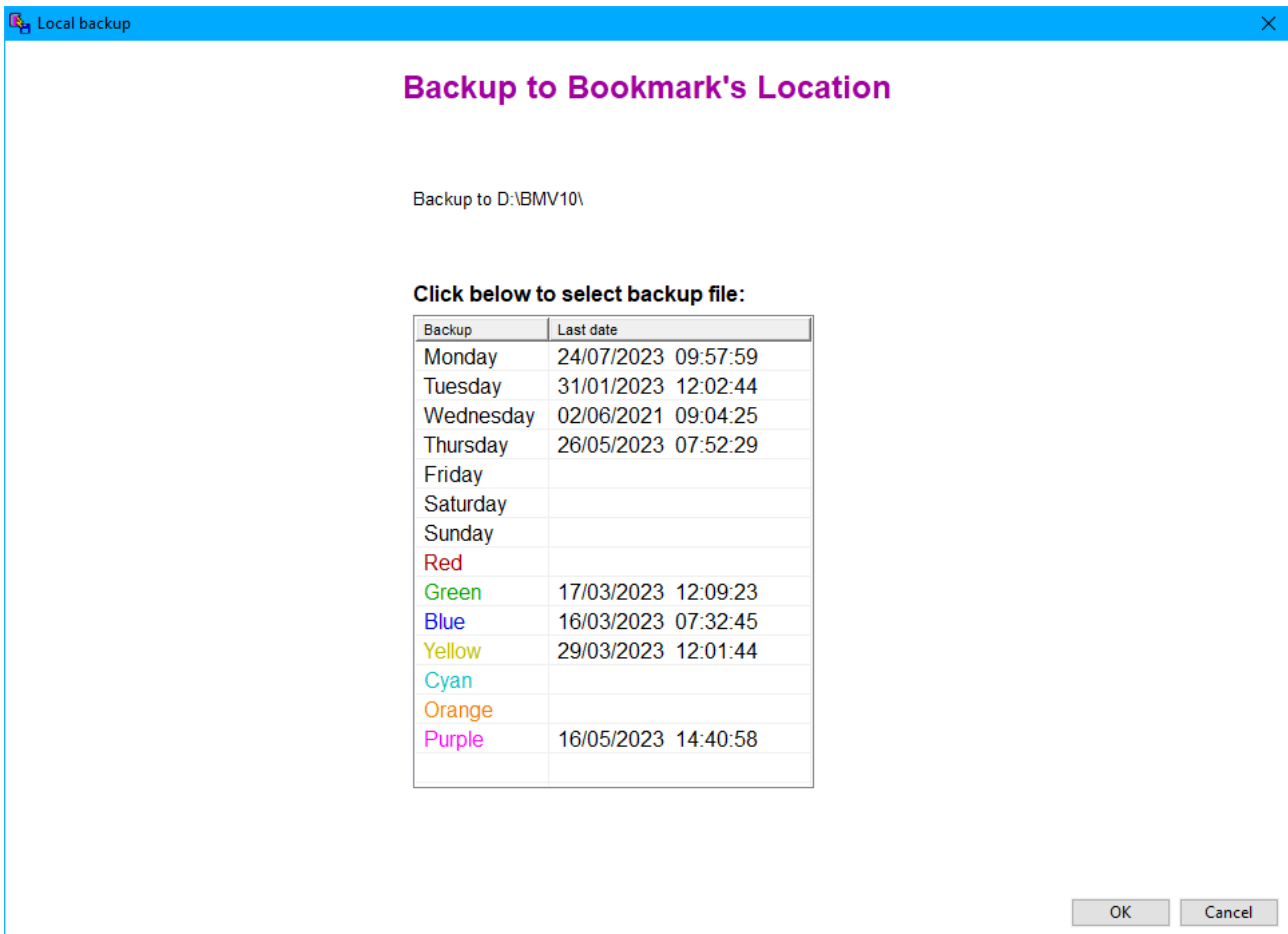 Local backup
Backup to Bookmark's Location
Backup to D:\BMV10\
Click below to select backup file:
Backup Last date
Monday 24/07/2023 09:57:59
Tuesday 31/01/2023 12:02:44
Wednesday 02/06/2021 09:04:25
Thursday 26/05/2023 07:52:29
Friday
Saturday
Sunday
Red
Green 17/03/2023 12:09:23
Blue 16/03/2023 07:32:45
Yellow 29/03/2023 12:01:44
Cyan
Orange
Purple 16/05/2023 14:40:58
OK Cancel